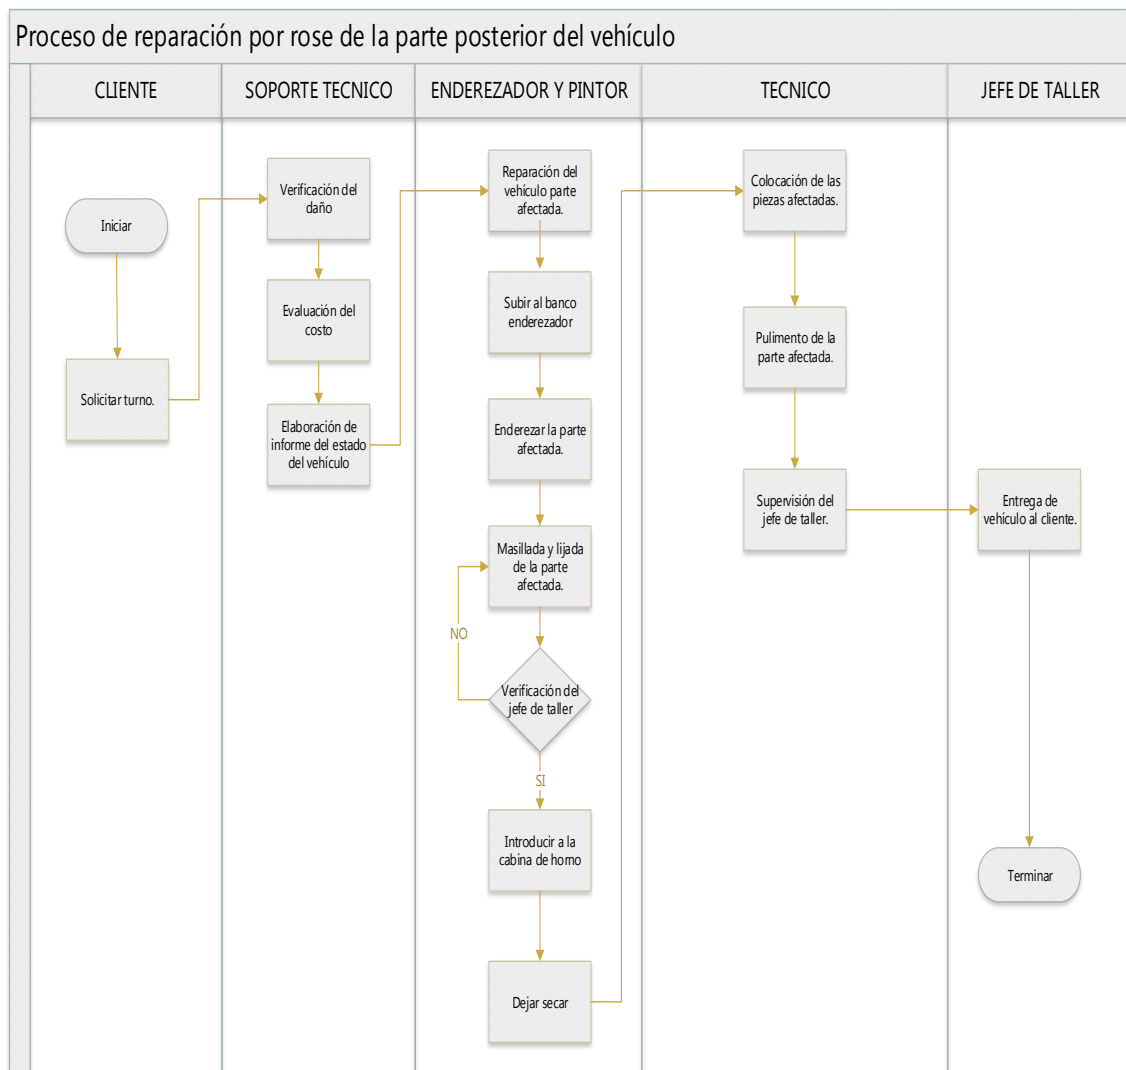 Proceso de reparación por rose de la parte posterior del vehículo
CLIENTE
SOPORTE TECNICO
ENDEREZADOR Y PINTOR
TECNICO
JEFE DE TALLER
Iniciar
Solicitar turno.
Verificación del
daño
Evaluación del
costo
Elaboración de
informe del estado
del vehículo
Reparación del
vehículo parte
afectada.
Subir al banco
enderezador
Enderezar la parte
afectada.
Masillada y lijada
de la parte
afectada.
NO
Verificación del
jefe de taller
SI
Introducir a la
cabina de horno
Dejar secar
Colocación de las
piezas afectadas.
Pulimento de la
parte afectada.
Supervisión del
jefe de taller.
Entrega de
vehículo al cliente.
Terminar